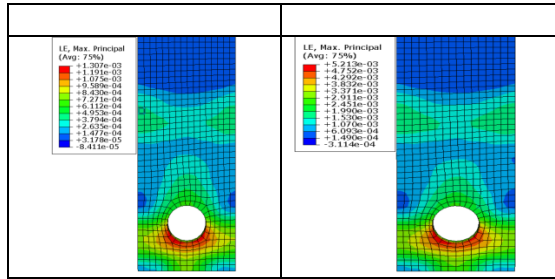 LE, Max. Principal
(Avg: 75%)
+1.307e-03
+1.191e-03
+1.075e-03
+9.589e-04
+8.430e-04
+7.271e-04
+6.112e-04
+4.953e-04
+3.794e-04
+2.635e-04
+1.477e-04
+3.178e-05
-8.411e-05
LE, Max. Principal
(Avg: 75%)
+5.213e-03
+4.752e-03
+4.292e-03
+3.832e-03
+3.371e-03
+2.911e-03
+2.451e-03
+1.990e-03
+1.530e-03
+1.070e-03
+6.093e-04
+1.490e-04
-3.114e-04